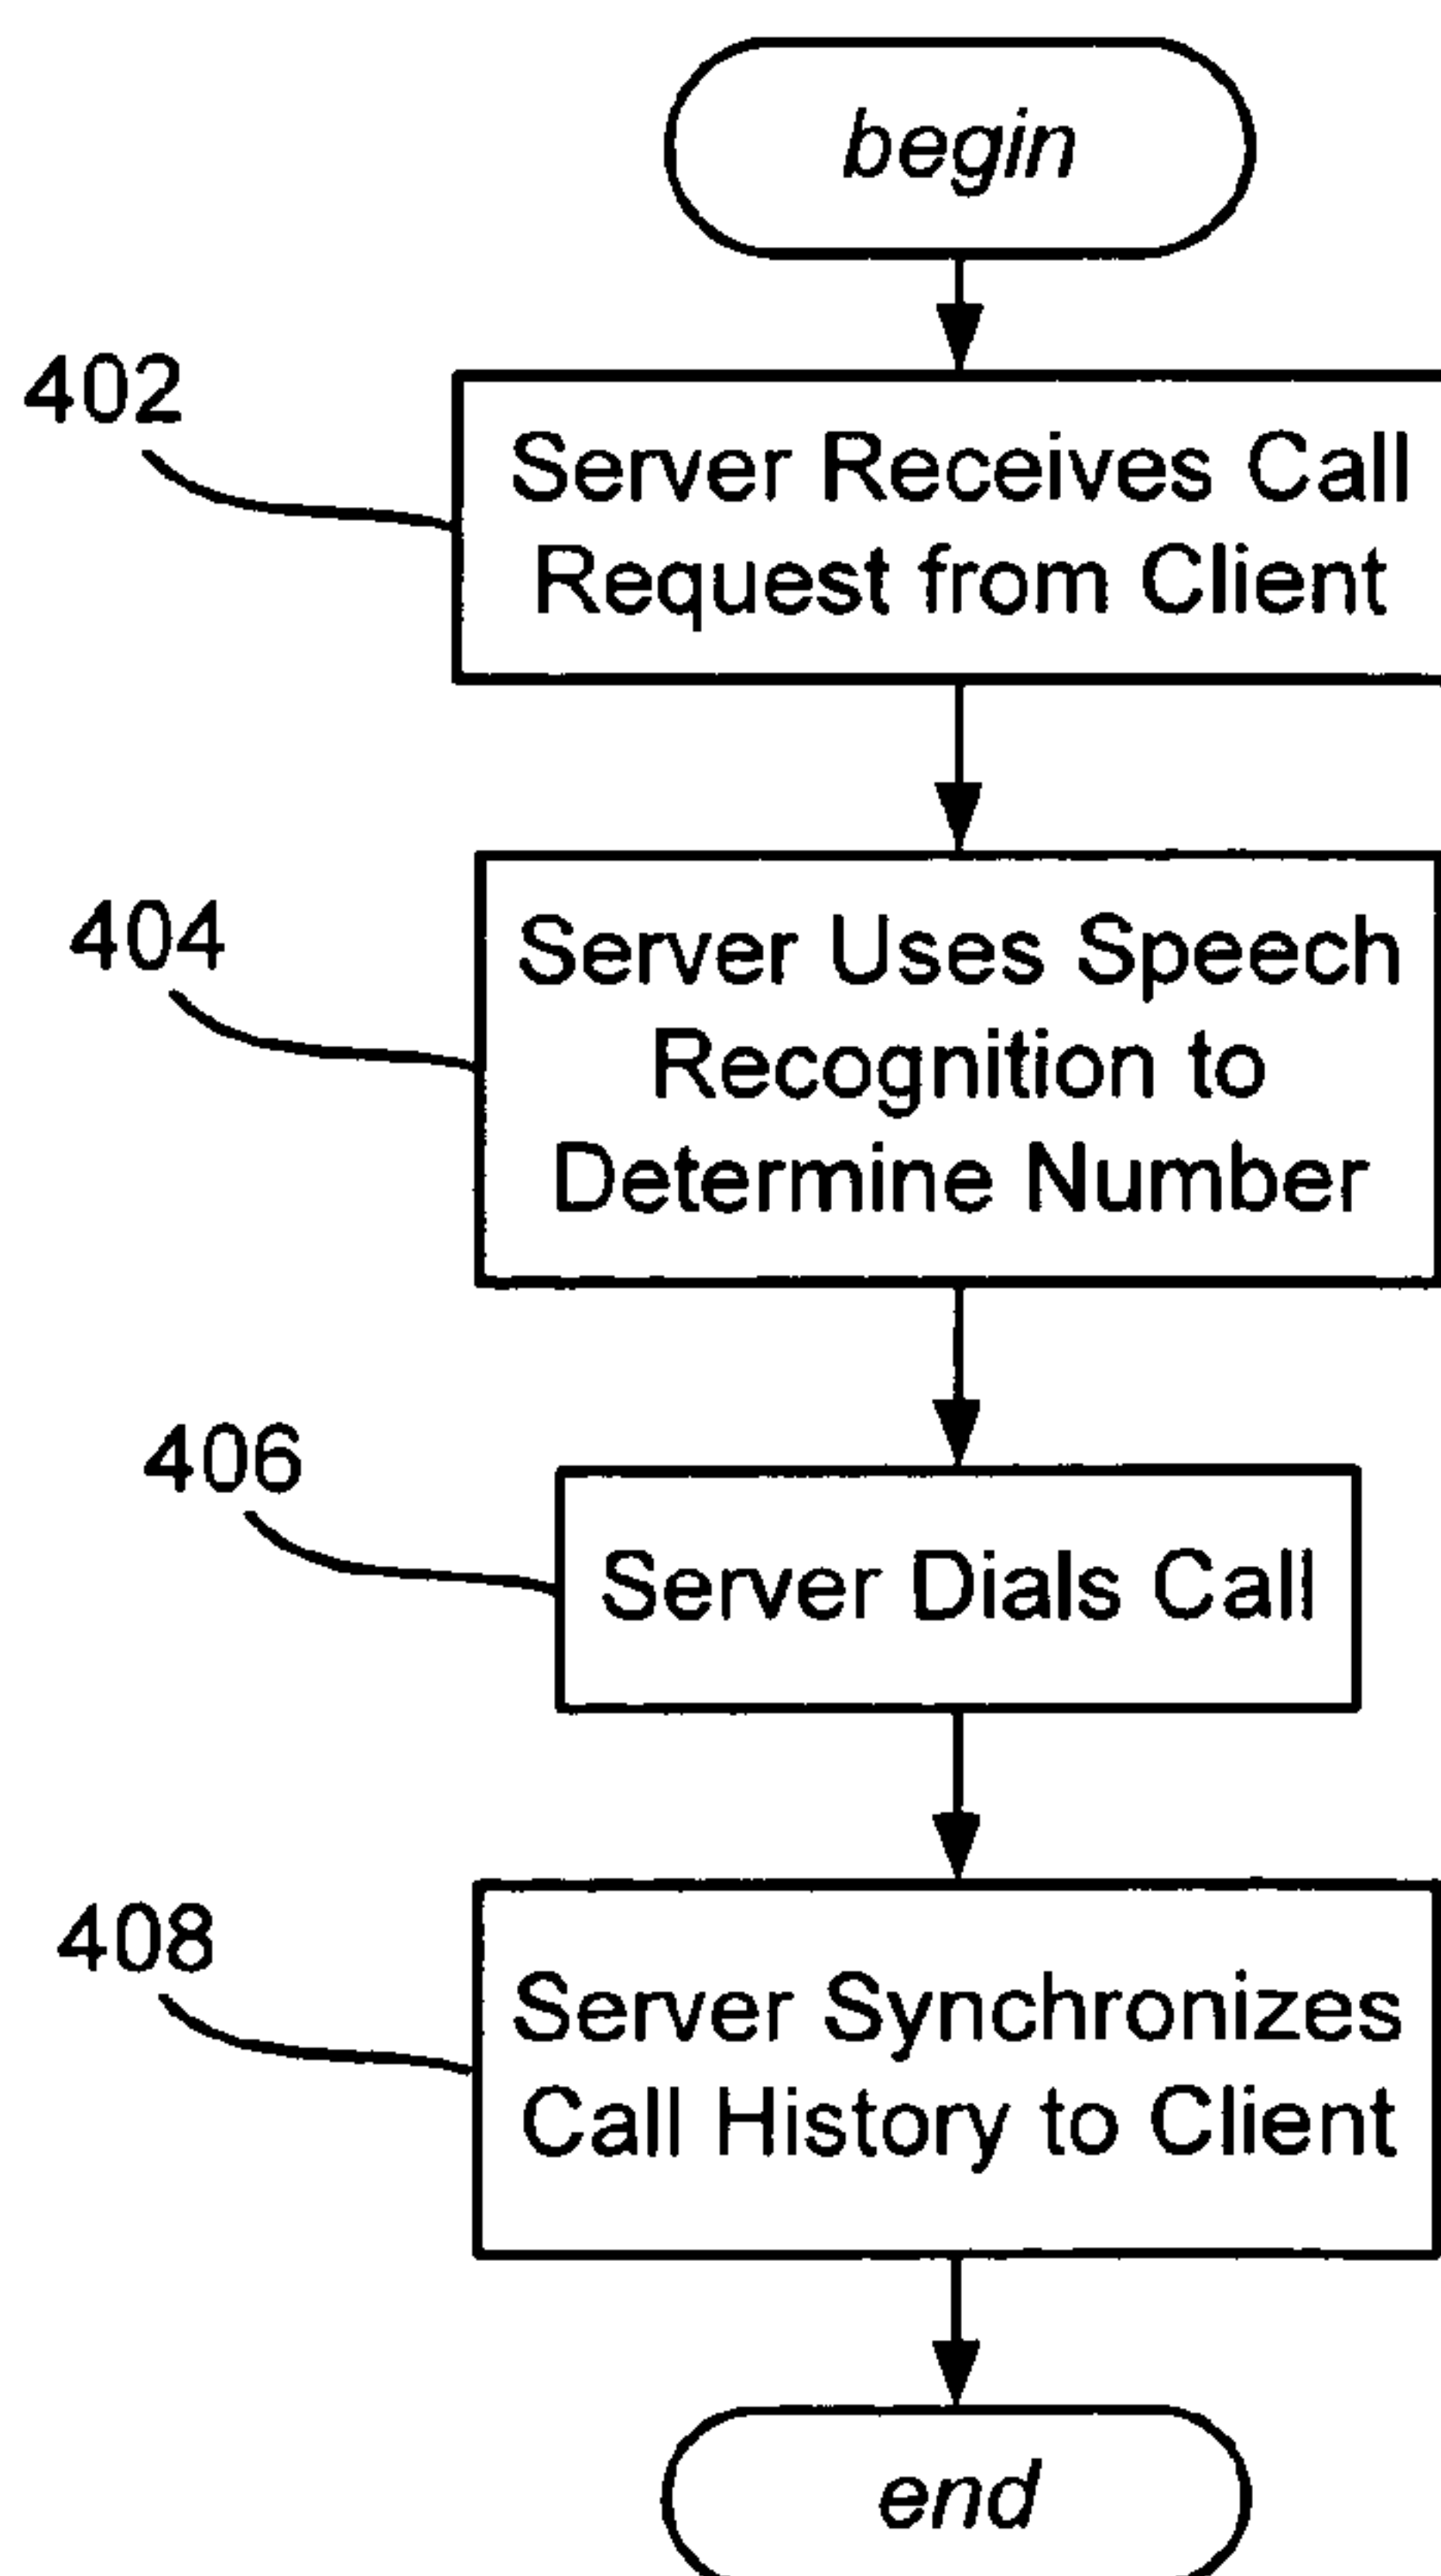 begin
402
Server Receives Call
Request from Client
404
Server Uses Speech
Recognition to
Determine Number
406
Server Dials Call
408
Server Synchronizes
Call History to Client
end